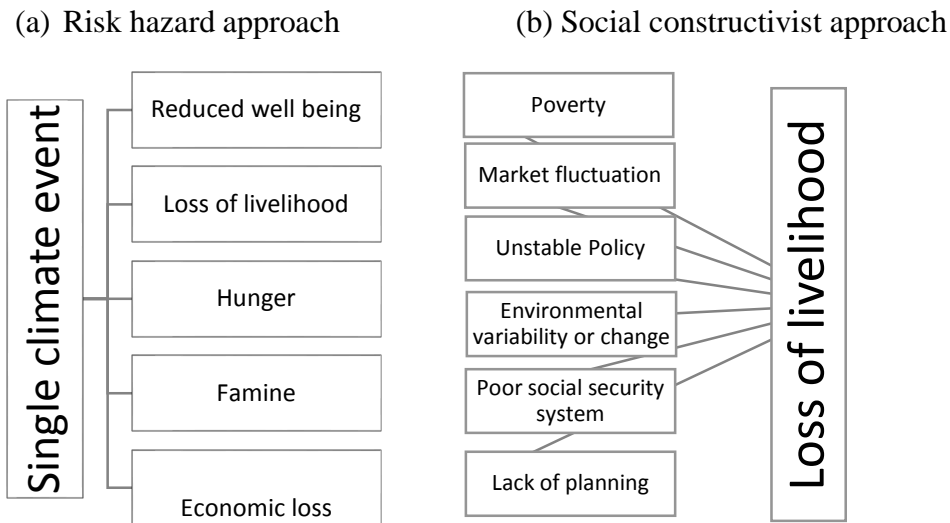 (a) Risk hazard approach
(b) Social constructivist approach
Single climate event
Reduced well being
Loss of livelihood
Hunger
Famine
Economic loss
Poverty
Market fluctuation
Unstable Policy
Environmental
variability or change
Poor social security
system
Lack of planning
Loss of livelihood